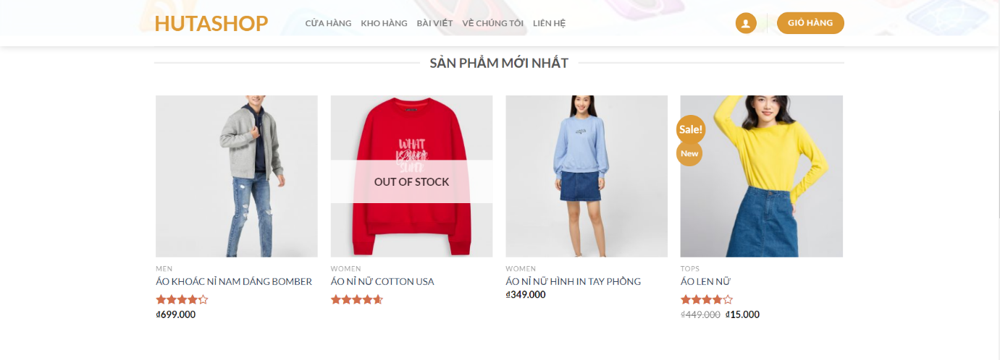 HUTASHOP
CỬA HÀNG KHO HÀNG BÀI VIẾT VỀ CHÚNG TÔI LIÊN HỆ
GIỎ HÀNG
SẢN PHẨM MỚI NHẤT
WHAT
OUT OF STOCK
Sale!
New
MEN
ÁO KHOÁC NỈ NAM DÁNG BOMBER
₫699.000
WOMEN
ÁO NỈ NỮ COTTON USA
WOMEN
ÁO NỈ NỮ HÌNH IN TAY PHỒNG
₫349.000
TOPS
ÁO LEN NỮ
₫449.000 ₫15.000